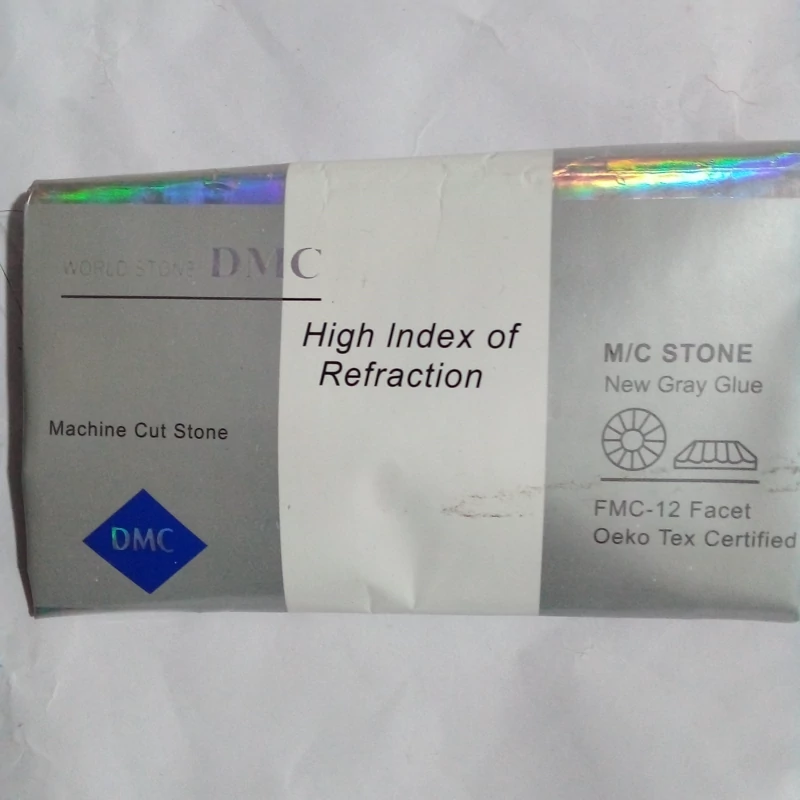 WORLD STONE DMC
High Index of
Refraction
Machine Cut Stone
DMC
M/C STONE
New Gray Glue
FMC-12 Facet
Oeko Tex Certified